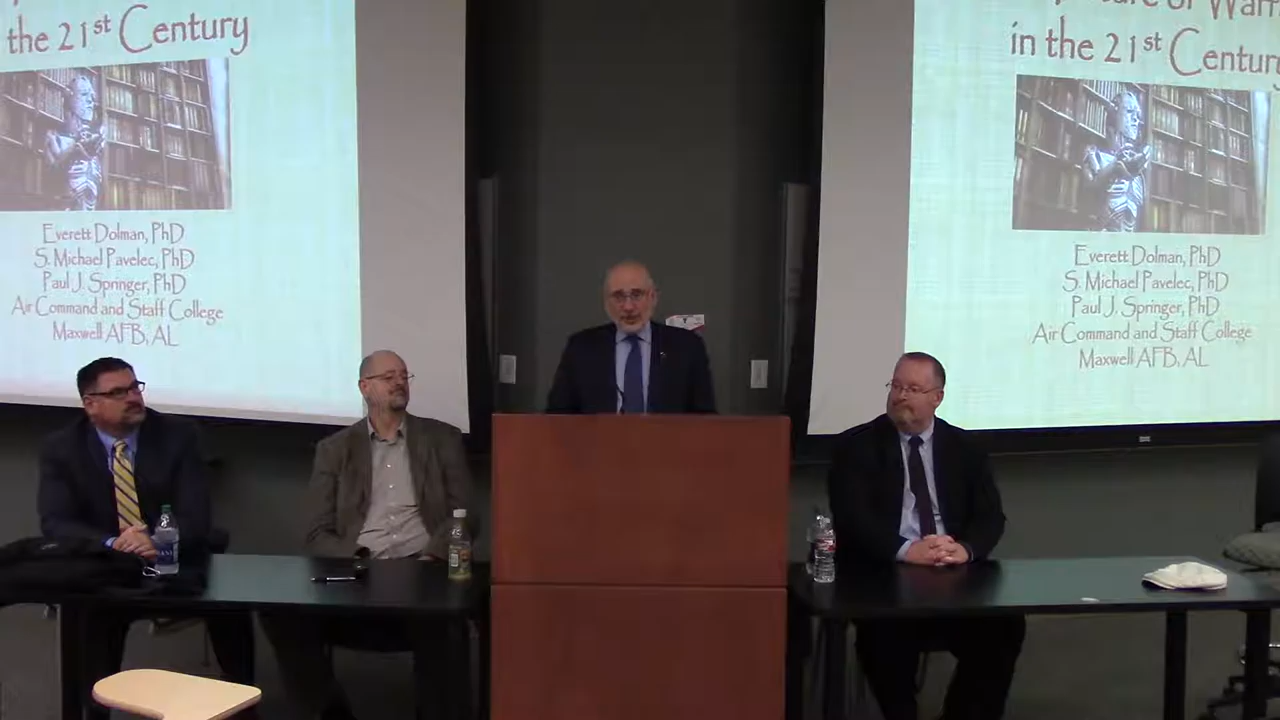 the 21st Century
Everett Dolman, PhD
S. Michael Pavelec, PhD
Paul J. Springer, PhD
Air Command and Staff College
Maxwell AFB, AL
in the 21st Century
Everett Dolman, PhD
S. Michael Pavelec, PhD
Paul J. Springer, PhD
Air Command and Staff College
Maxwell AFB, AL